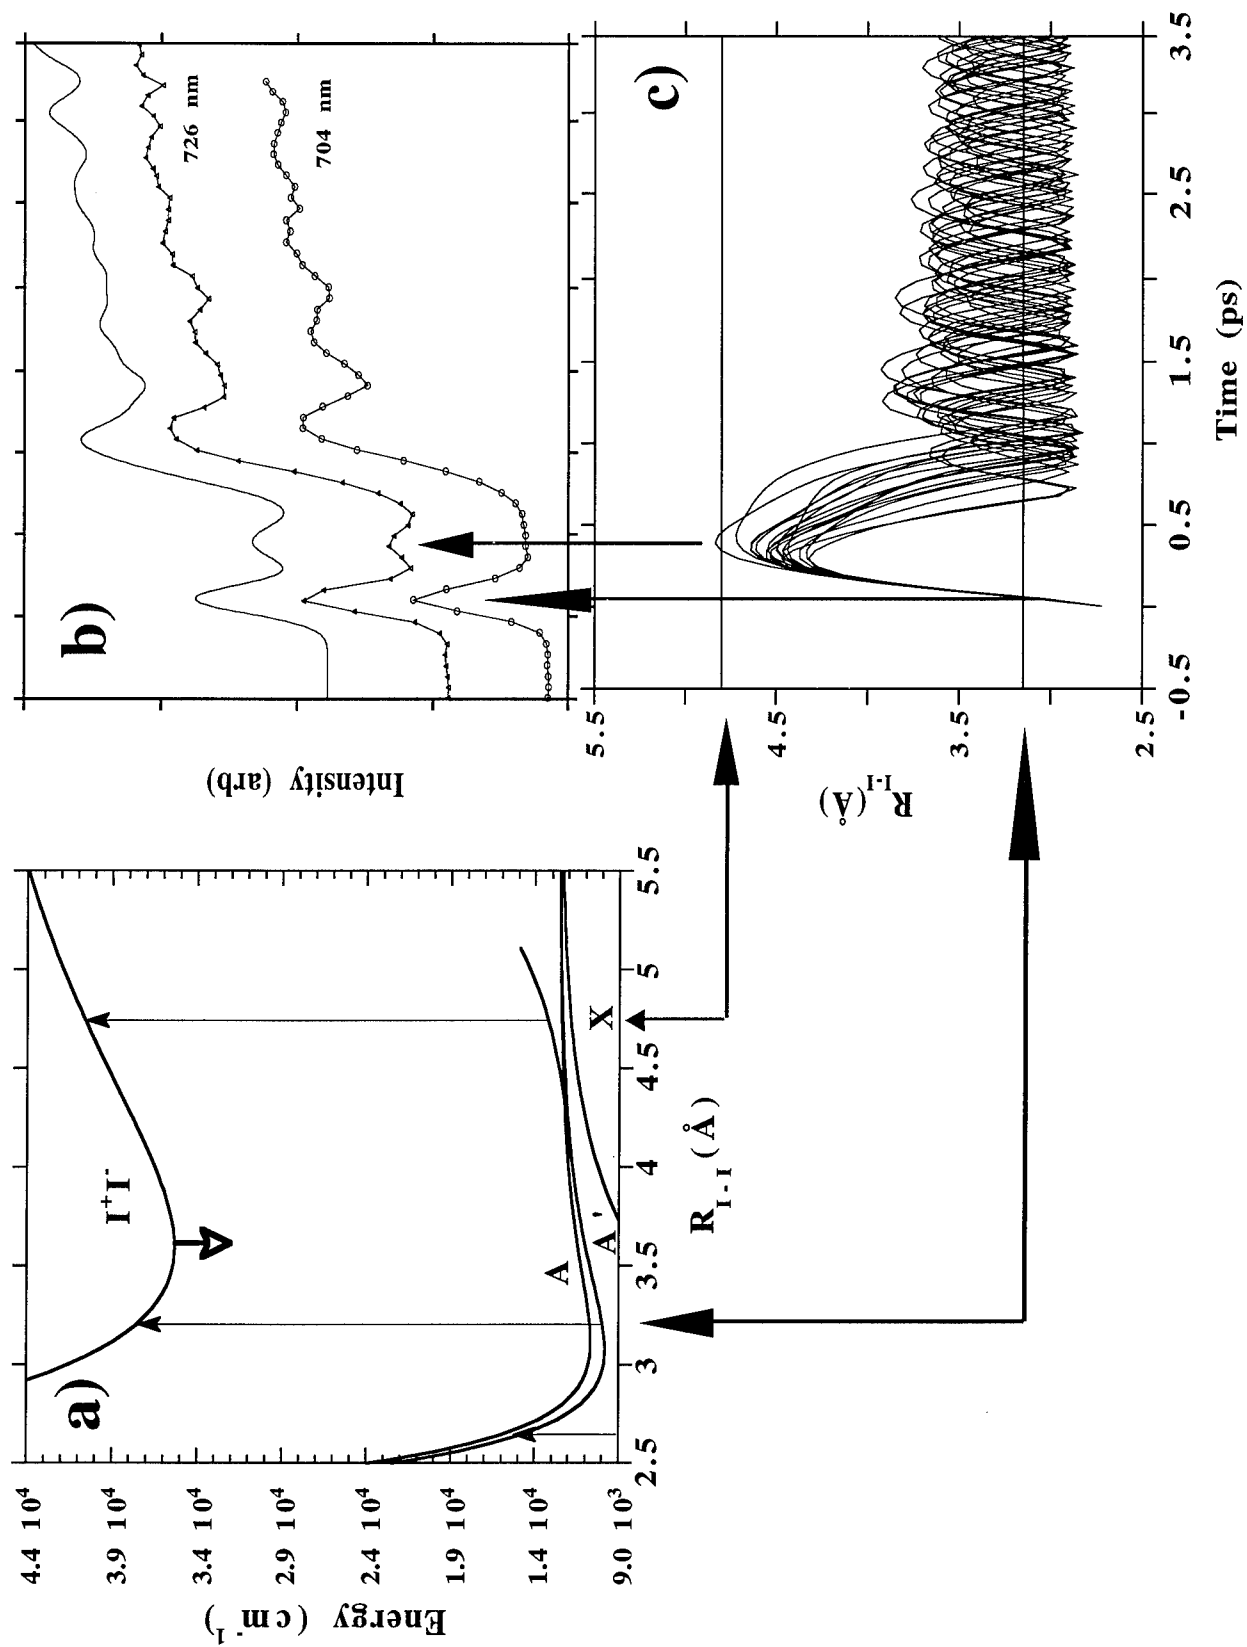 a)
Energy (cm⁻¹)
4.4 10⁴
3.9 10⁴
3.4 10⁴
2.9 10⁴
2.4 10⁴
1.9 10⁴
1.4 10⁴
9.0 10³
I⁺I⁻
A
A'
X
2.5 3 3.5 4 4.5 5 5.5
R I-I (Å)
b)
Intensity (arb)
726 nm
704 nm
c)
R I-I (Å)
5.5
4.5
3.5
2.5
-0.5 0.5 1.5 2.5 3.5
Time (ps)